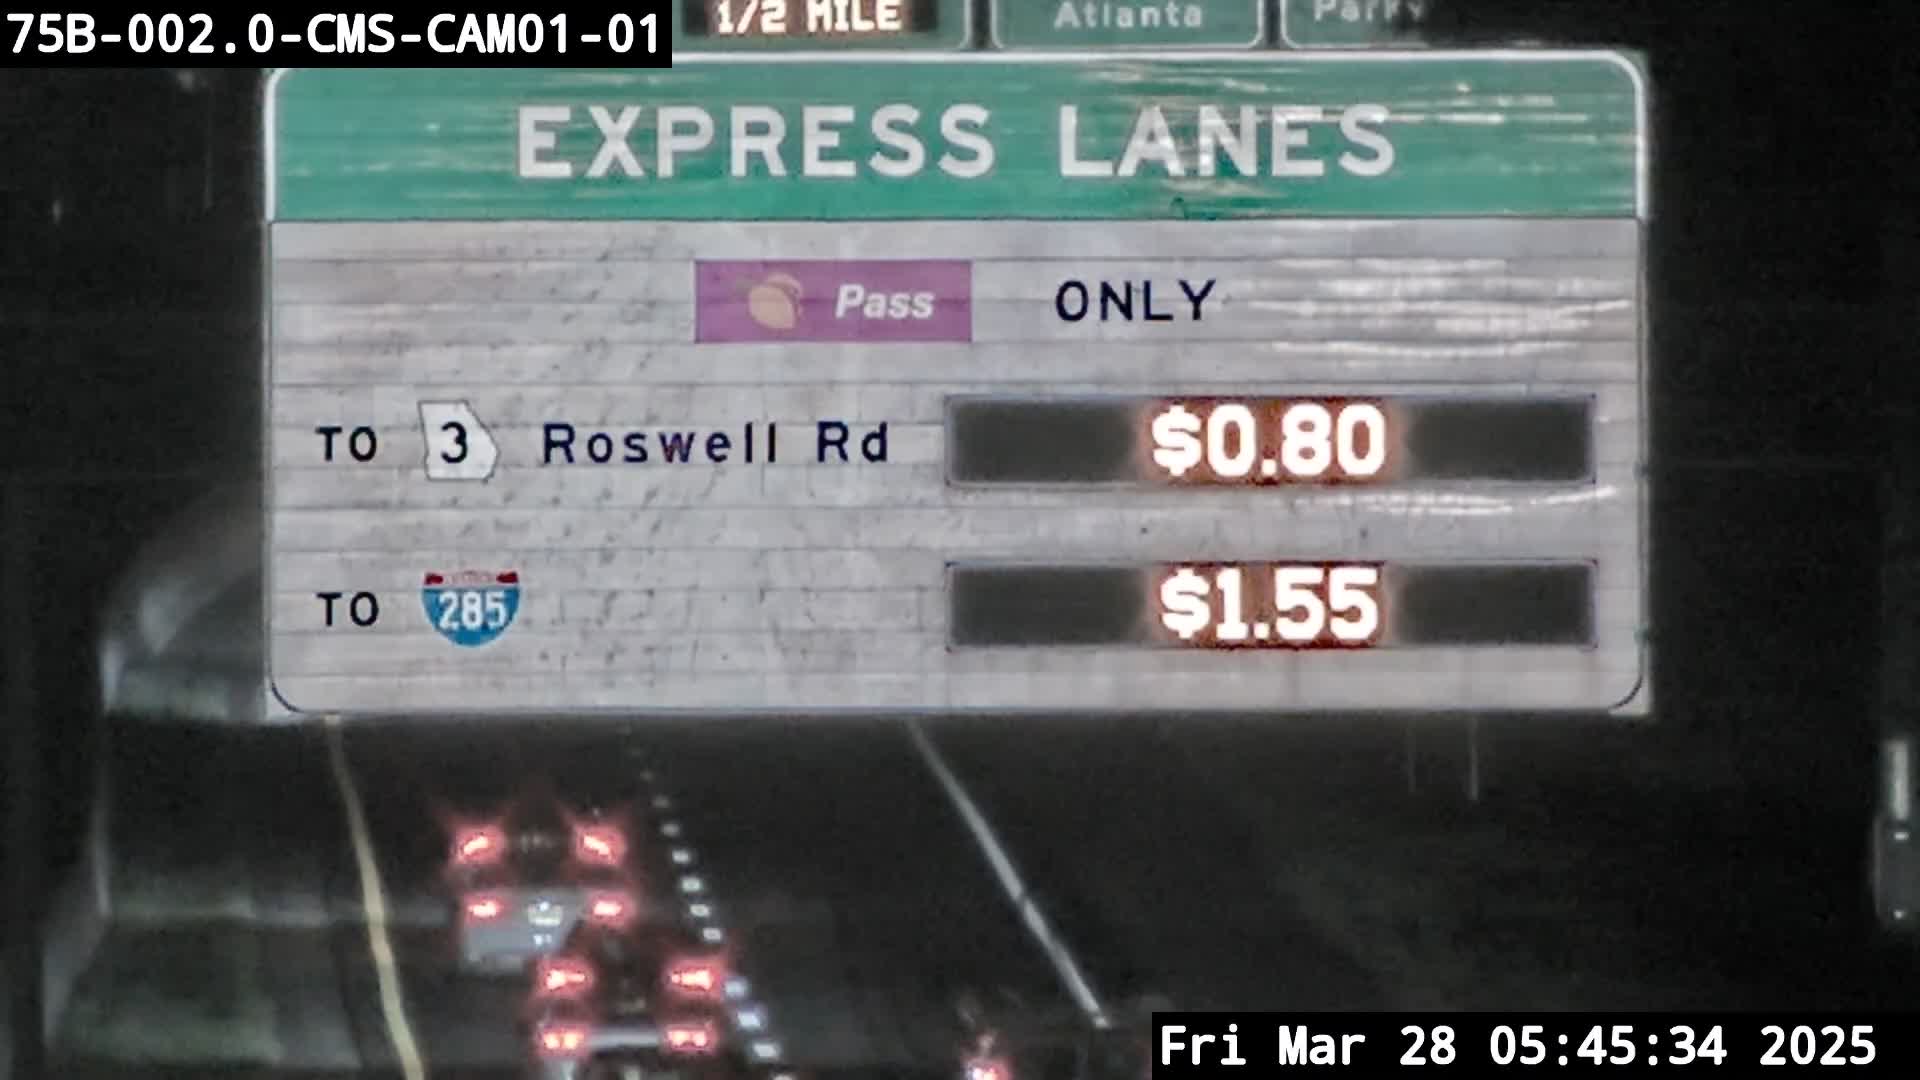 75B-002.0-CMS-CAM01-01
1/2 MILE
Atlanta
EXPRESS LANES
Pass ONLY
TO 3 Roswell Rd $0.80
TO 285 $1.55
Fri Mar 28 05:45:34 2025